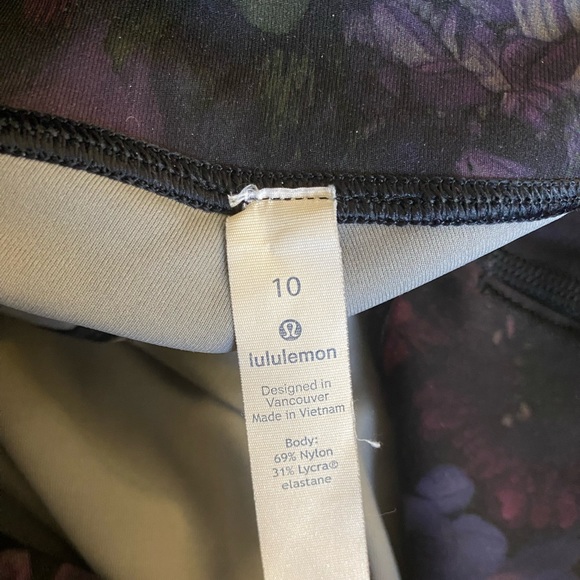 10
lululemon
Designed in
Vancouver
Made in Vietnam
Body:
69% Nylon
31% Lycra®
elastane